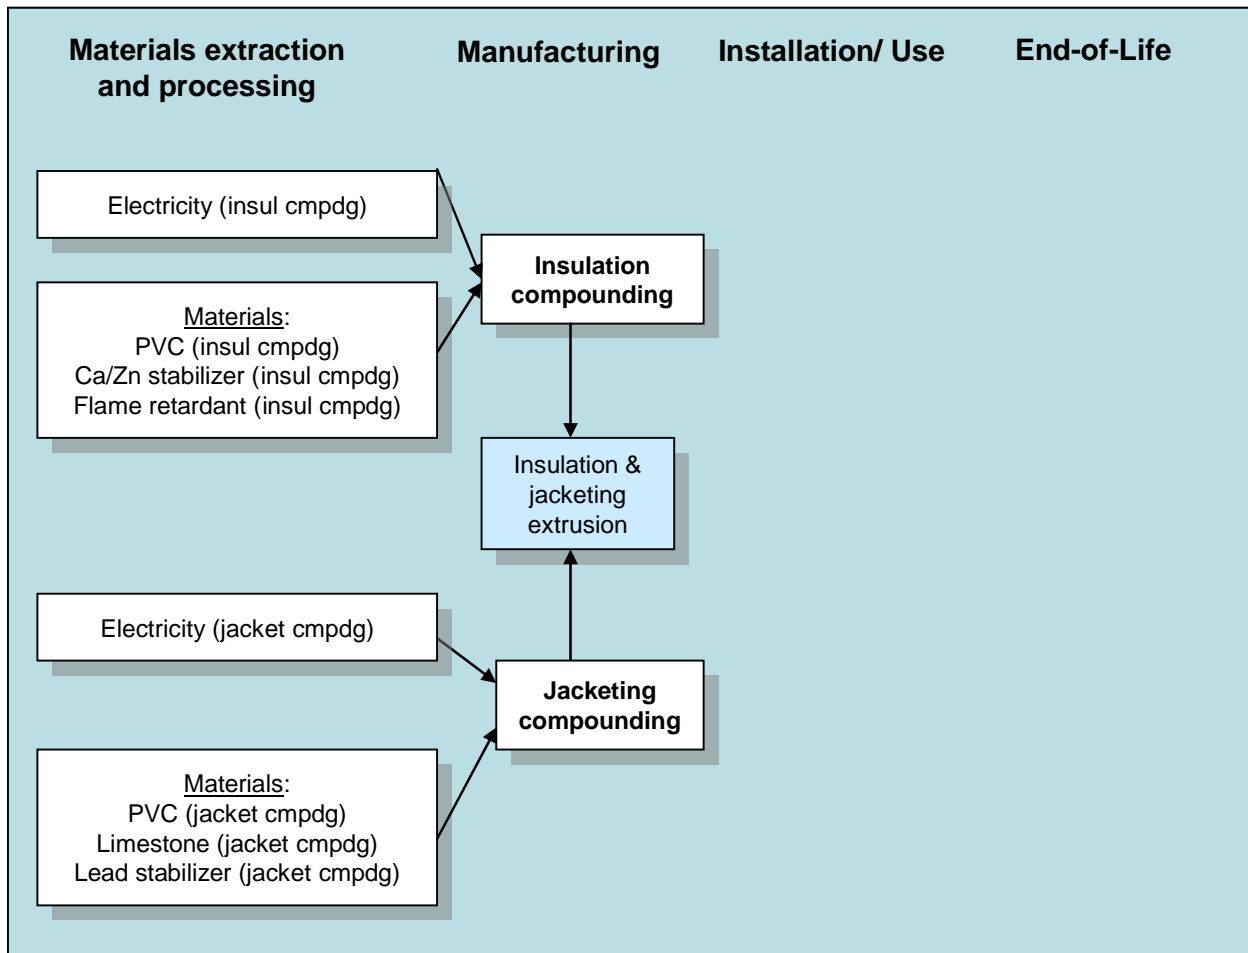 Materials extraction
and processing
Manufacturing
Installation/ Use
End-of-Life
Electricity (insul cmpdg)
Insulation
compounding
Materials:
PVC (insul cmpdg)
Ca/Zn stabilizer (insul cmpdg)
Flame retardant (insul cmpdg)
Insulation &
jacketing
extrusion
Electricity (jacket cmpdg)
Jacketing
compounding
Materials:
PVC (jacket cmpdg)
Limestone (jacket cmpdg)
Lead stabilizer (jacket cmpdg)